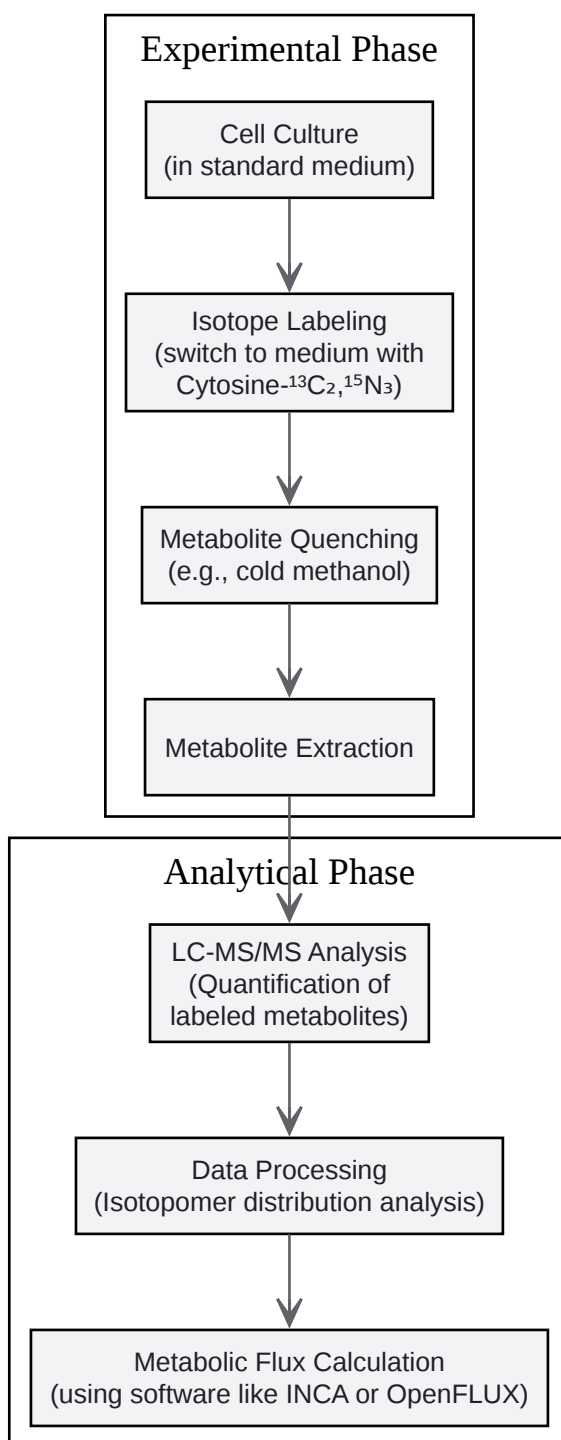 Experimental Phase
Cell Culture
(in standard medium)
Isotope Labeling
(switch to medium with
Cytosine-¹³C₂,¹⁵N₃)
Metabolite Quenching
(e.g., cold methanol)
Metabolite Extraction
Analytical Phase
LC-MS/MS Analysis
(Quantification of
labeled metabolites)
Data Processing
(Isotopomer distribution analysis)
Metabolic Flux Calculation
(using software like INCA or OpenFLUX)